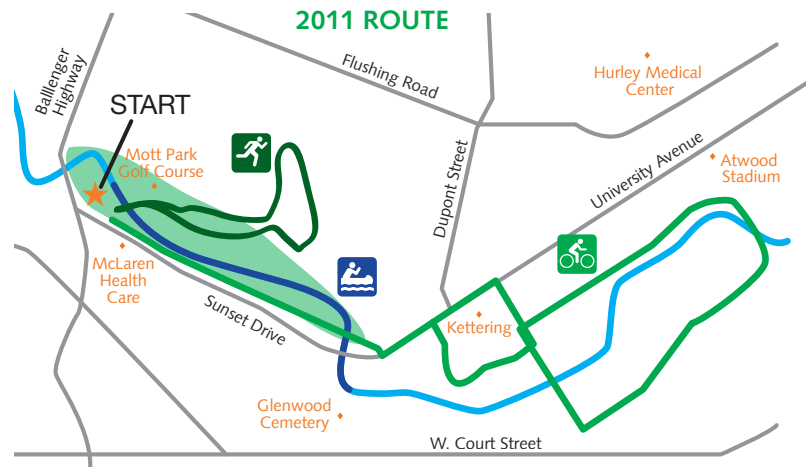 2011 ROUTE
Balllenger
Highway
START
Flushing Road
Hurley Medical
Center
Mott Park
Golf Course
Dupont Street
University Avenue
Atwood
Stadium
McLaren
Health
Care
Sunset Drive
Kettering
Glenwood
Cemetery
W. Court Street